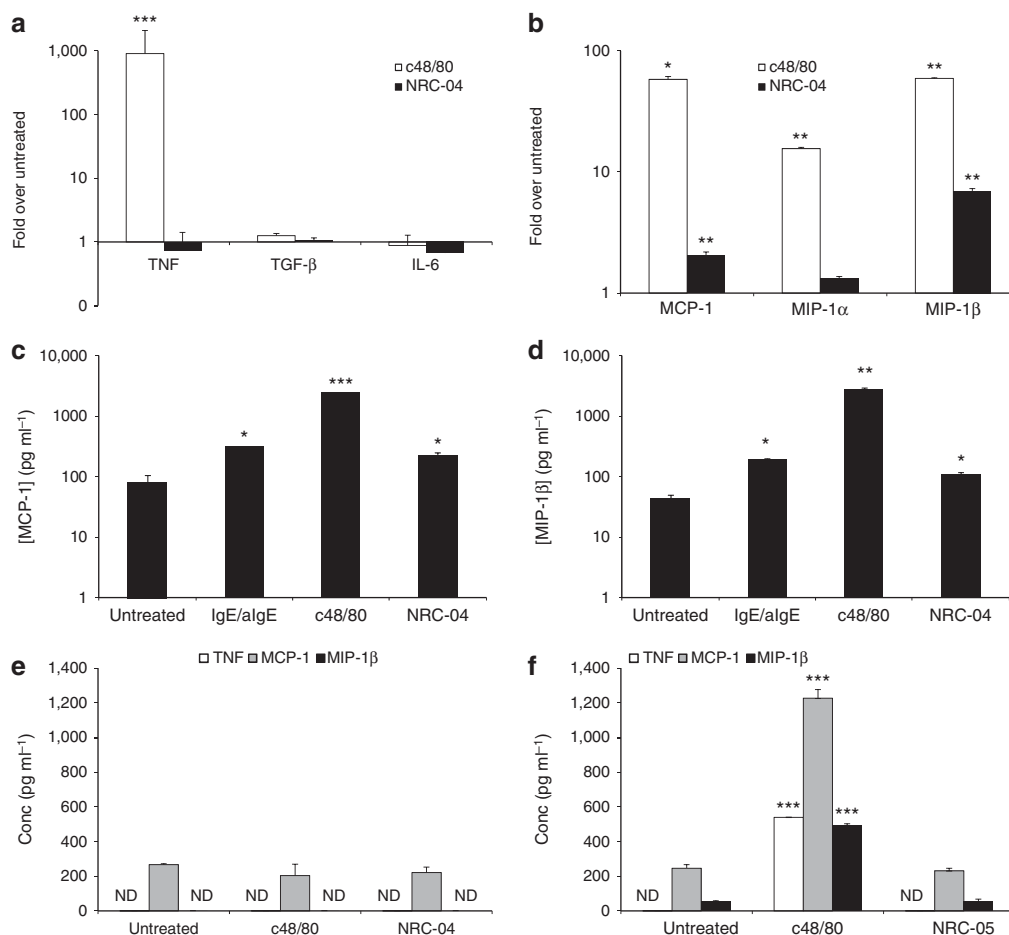 a
***
1,000
100
10
1
0
Fold over untreated
c48/80
NRC-04
TNF TGF-β IL-6
b
100
10
1
Fold over untreated
c48/80
NRC-04
* ** **
** **
MCP-1 MIP-1α MIP-1β
c
10,000
1000
100
10
1
[MCP-1] (pg ml⁻¹)
* *** *
Untreated IgE/aIgE c48/80 NRC-04
d
10,000
1000
100
10
1
[MIP-1β] (pg ml⁻¹)
* ** *
Untreated IgE/aIgE c48/80 NRC-04
e
TNF MCP-1 MIP-1β
1,400
1,200
1,000
800
600
400
200
0
Conc (pg ml⁻¹)
ND ND ND ND ND ND
Untreated c48/80 NRC-04
f
TNF MCP-1 MIP-1β
1,400
1,200
1,000
800
600
400
200
0
Conc (pg ml⁻¹)
*** *** ***
ND ND
Untreated c48/80 NRC-05